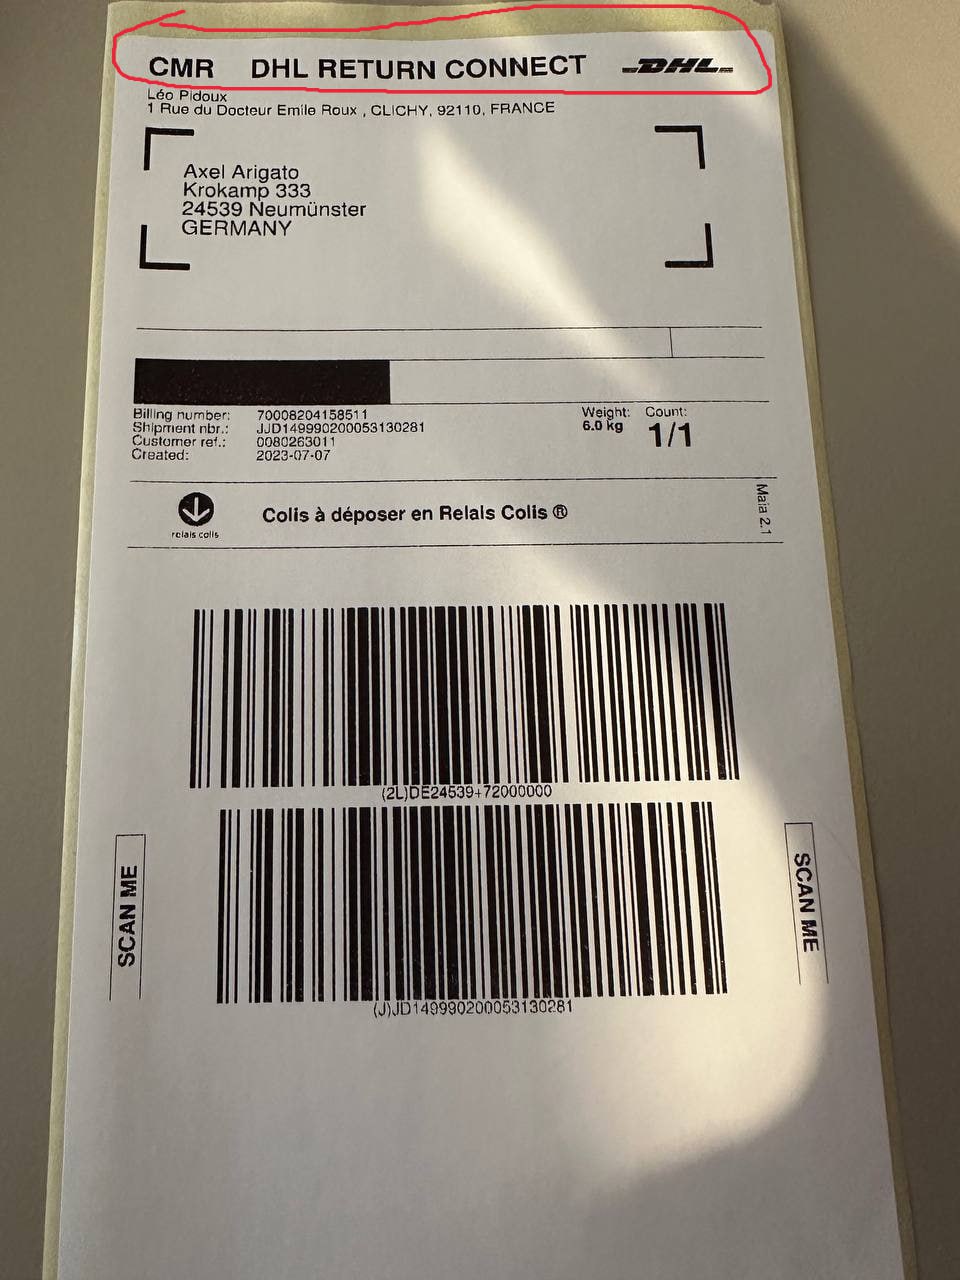 CMR DHL RETURN CONNECT DHL
Léo Pidoux
1 Rue du Docteur Emile Roux , CLICHY, 92110, FRANCE
Axel Arigato
Krokamp 333
24539 Neumünster
GERMANY
Billing number: 70008204158511
Shipment nbr.: JJD149990200053130281
Customer ref.: 0080263011
Created: 2023-07-07
Weight: Count:
6.0 kg 1/1
relais colis
Colis à déposer en Relais Colis ®
Maia 2.1
(2L)DE24539+72000000
SCAN ME
SCAN ME
(J)JD149990200053130281